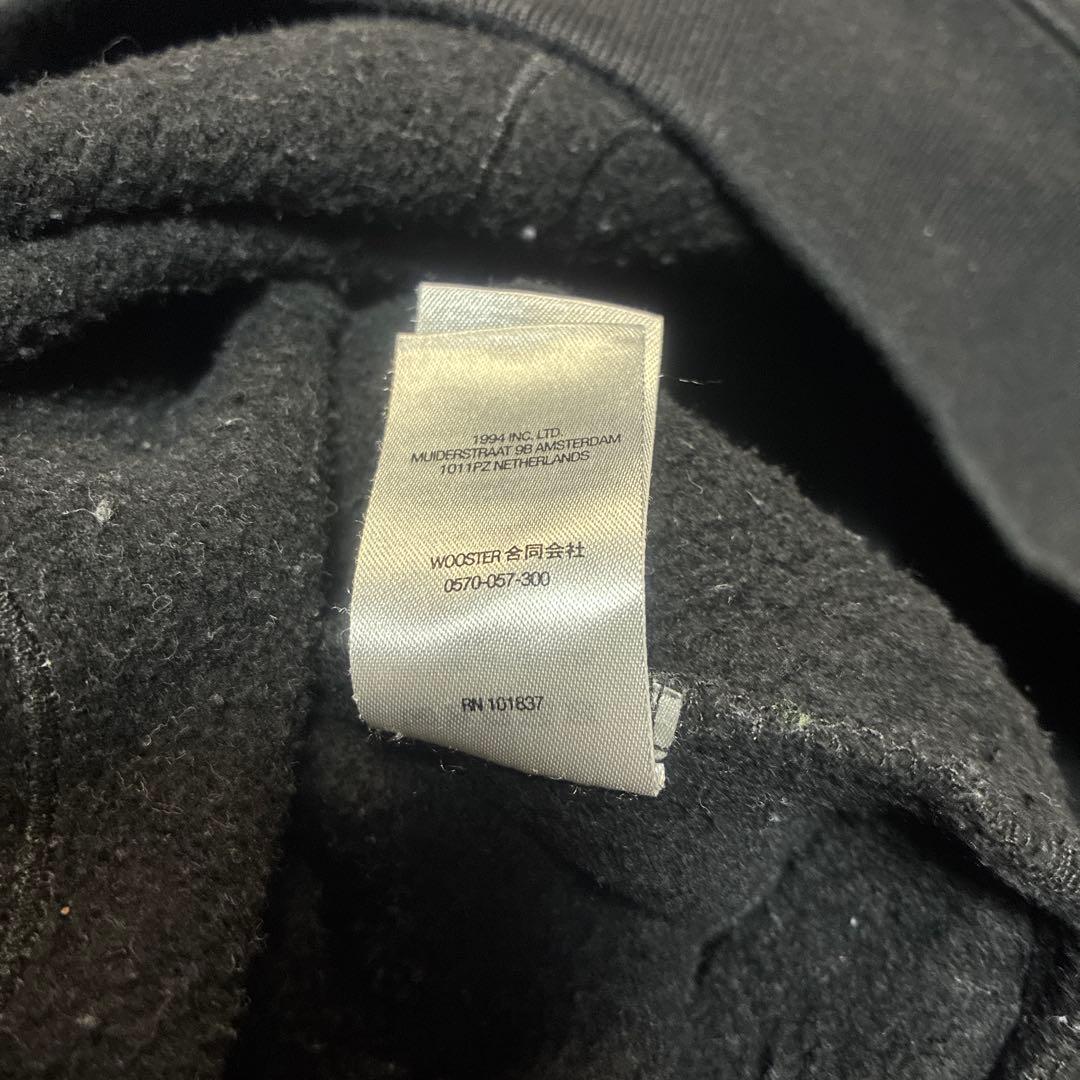 1994 INC. LTD.
MUIDERSTRAAT 9B AMSTERDAM
1011PZ NETHERLANDS
WOOSTER 合同会社
0570-057-300
RN 101837